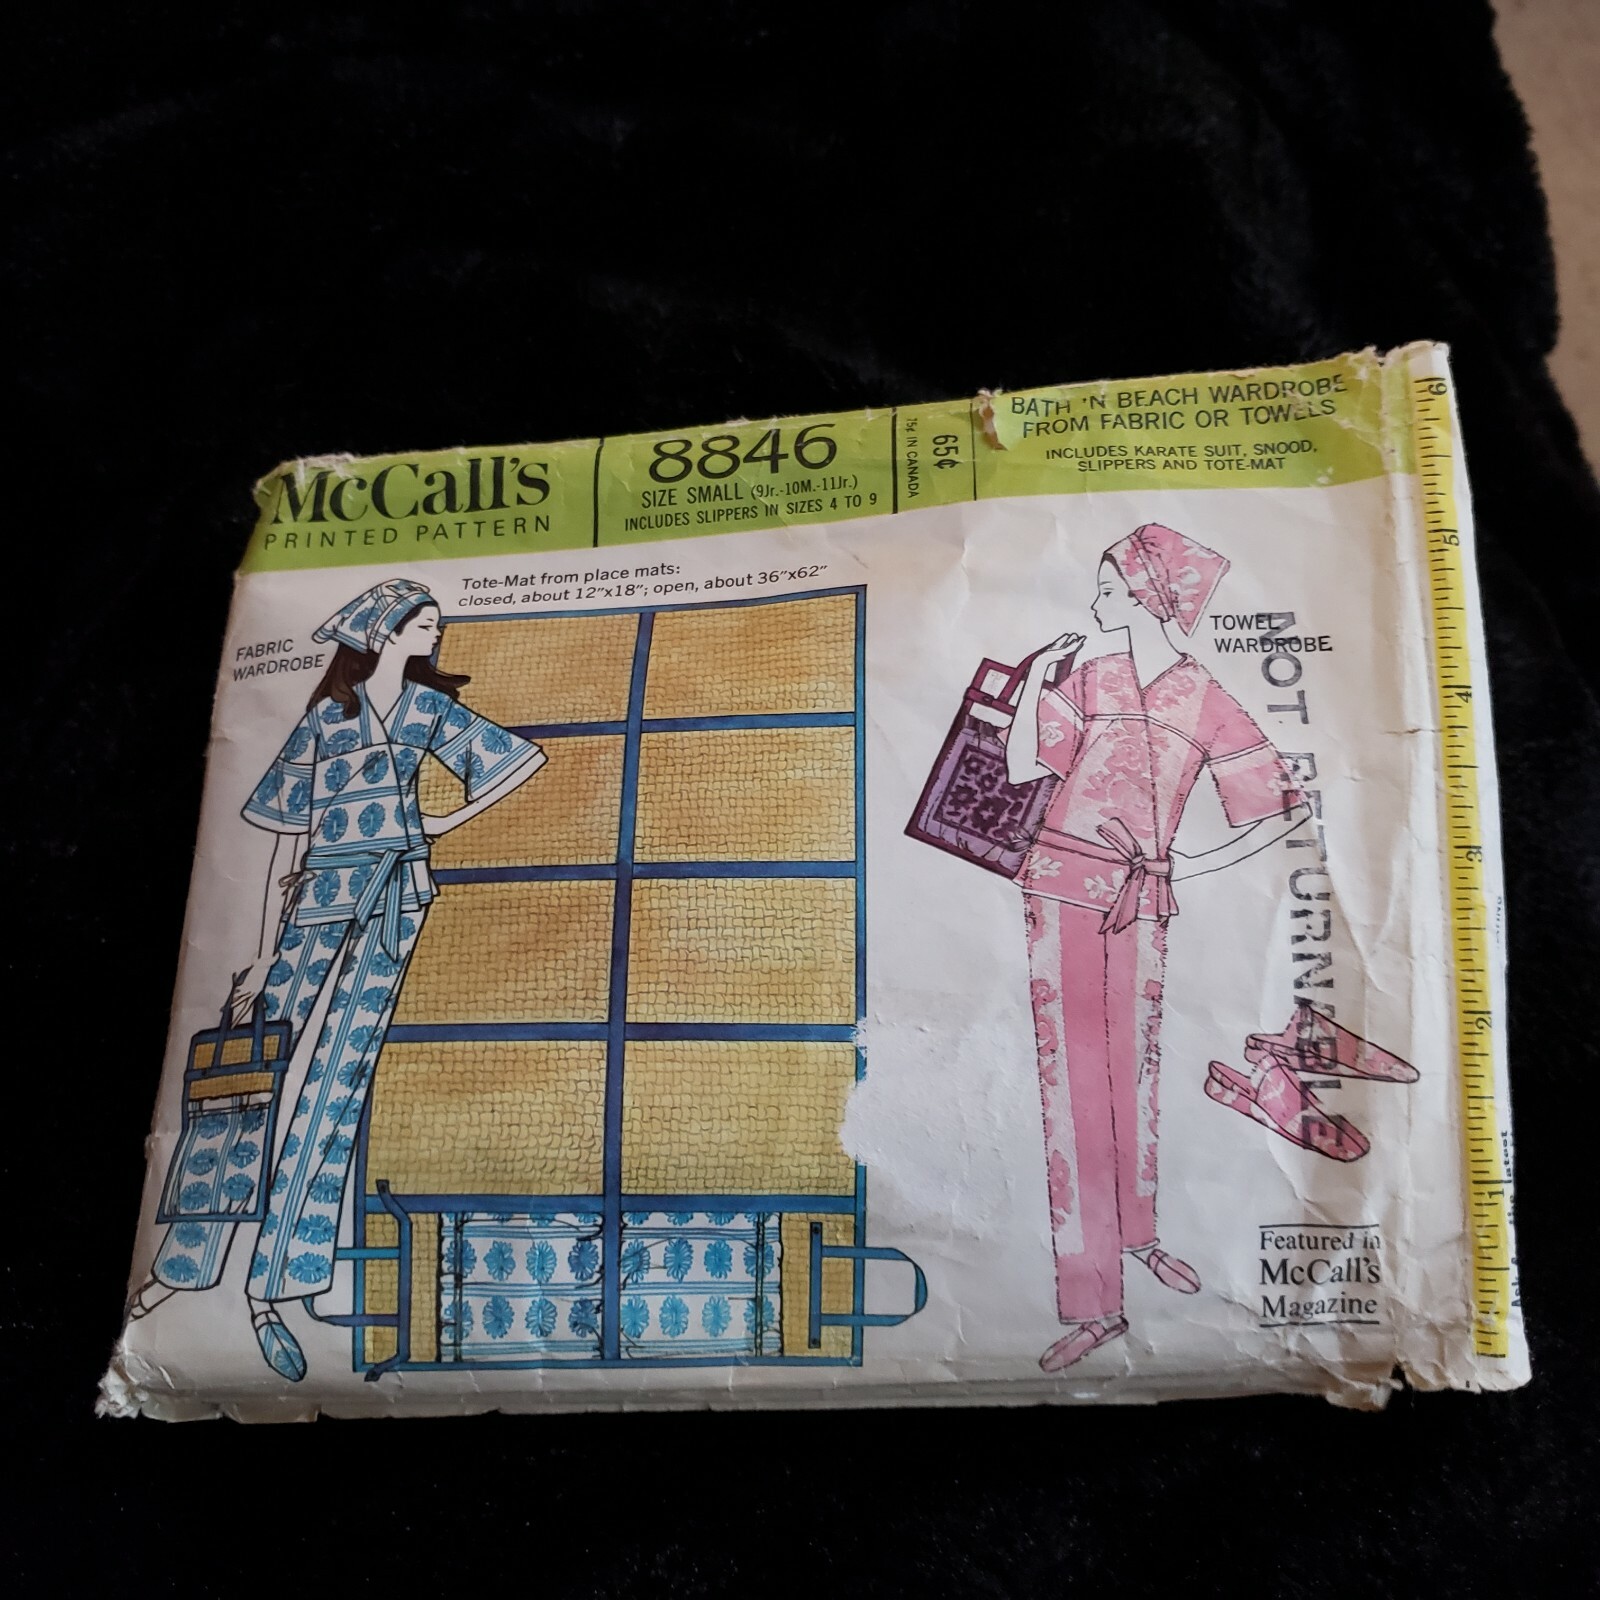 McCall's
PRINTED PATTERN
8846
SIZE SMALL (9Jr.-10M.-11Jr.)
INCLUDES SLIPPERS IN SIZES 4 TO 9
75¢ IN CANADA
65¢
BATH 'N BEACH WARDROBE
FROM FABRIC OR TOWELS
INCLUDES KARATE SUIT, SNOOD,
SLIPPERS AND TOTE-MAT
Tote-Mat from place mats:
closed, about 12"x18"; open, about 36"x62"
FABRIC
WARDROBE
TOWEL
WARDROBE
NOT RETURNABLE
Featured in
McCall's
Magazine
6
5
4
3
2
1